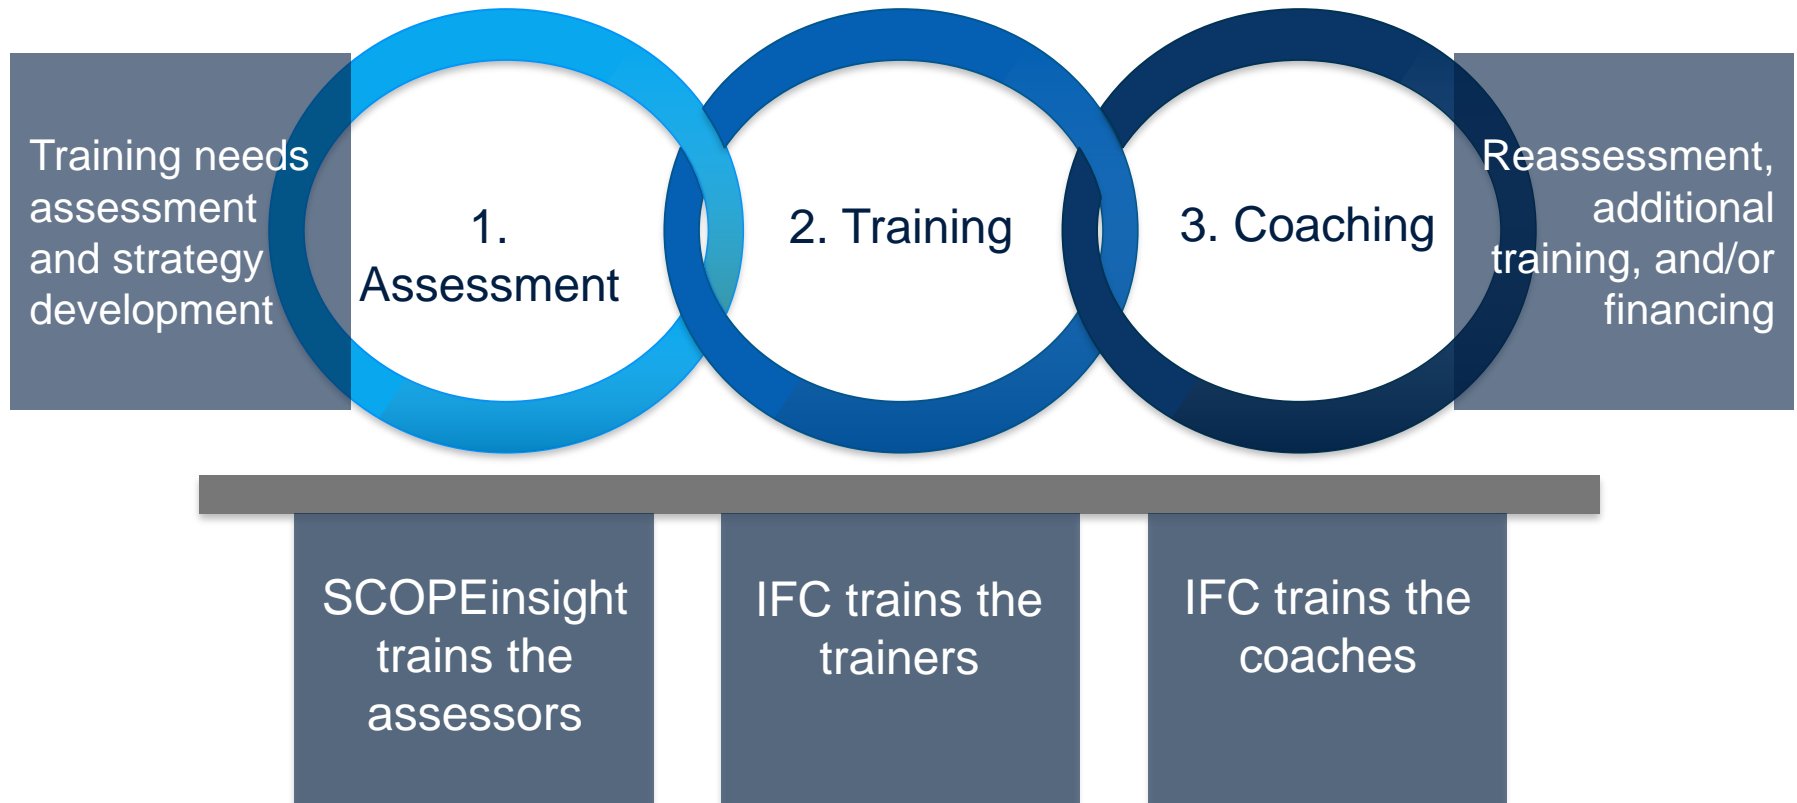 Training needs
assessment
and strategy
development
1.
Assessment
2. Training
3. Coaching
Reassessment,
additional
training, and/or
financing
SCOPEinsight
trains the
assessors
IFC trains the
trainers
IFC trains the
coaches